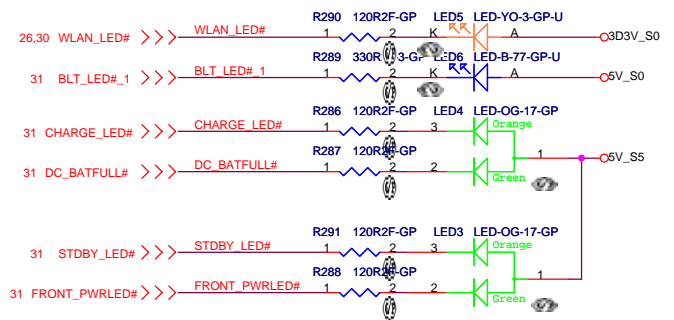 R290 120R2F-GP LED5 LED-YO-3-GP-U
26,30 WLAN_LED# WLAN_LED# 1 2 K A 3D3V_S0
R289 330R 3-GP LED6 LED-B-77-GP-U
31 BLT_LED#_1 BLT_LED#_1 1 2 K A 5V_S0
R286 120R2F-GP LED4 LED-OG-17-GP
31 CHARGE_LED# CHARGE_LED# 1 2 3 Orange
R287 120R2F-GP 1 5V_S5
31 DC_BATFULL# DC_BATFULL# 1 2 2 Green
R291 120R2F-GP LED3 LED-OG-17-GP
31 STDBY_LED# STDBY_LED# 1 2 3 Orange
R288 120R2F-GP 1
31 FRONT_PWRLED# FRONT_PWRLED# 1 2 2 Green